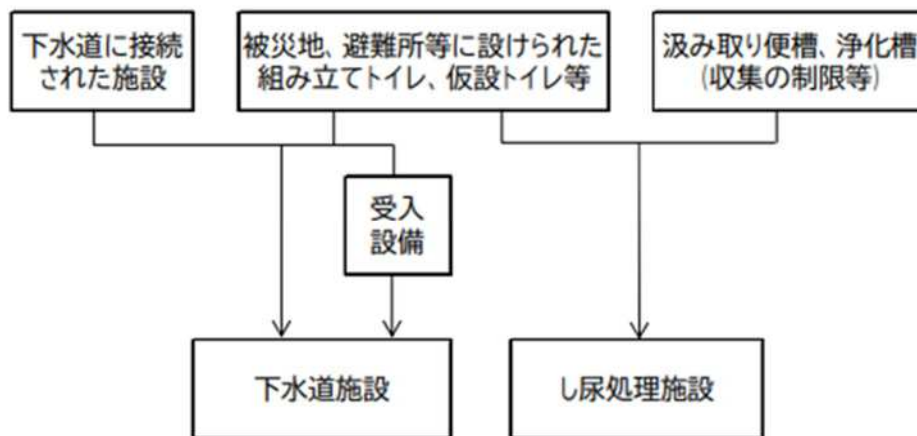 下水道に接続
された施設
被災地、避難所等に設けられた
組み立てトイレ、仮設トイレ等
汲み取り便槽、浄化槽
(収集の制限等)
受入
設備
下水道施設
し尿処理施設